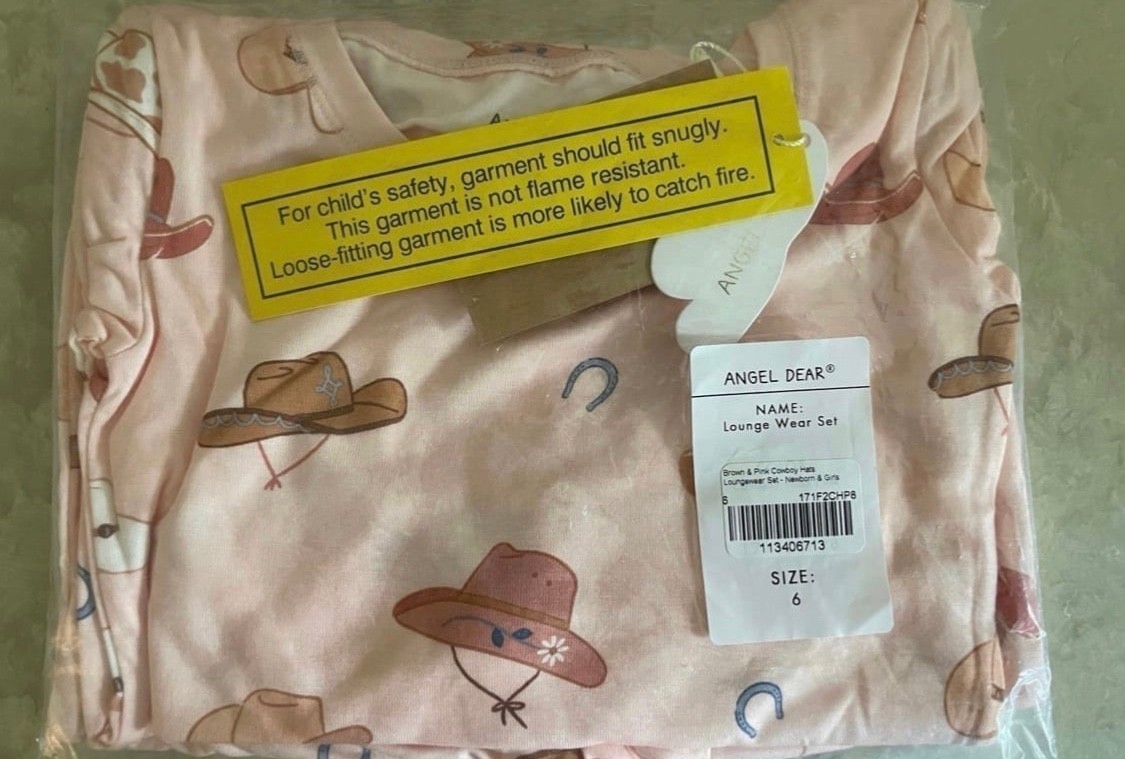 For child's safety, garment should fit snugly.
This garment is not flame resistant.
Loose-fitting garment is more likely to catch fire.
ANGEL
ANGEL DEAR®
NAME:
Lounge Wear Set
Brown & Pink Cowboy Hats
Loungewear Set - Newborn & Girls
6 171F2CHP6
113406713
SIZE:
6